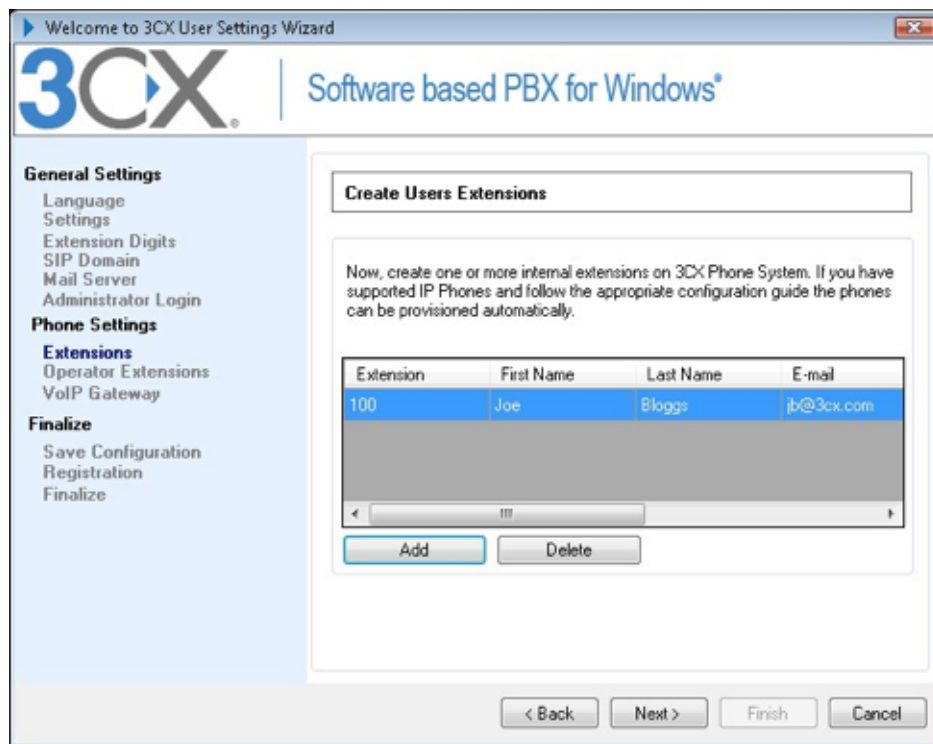 Welcome to 3CX User Settings Wizard
3CX®
Software based PBX for Windows®
General Settings
Language
Settings
Extension Digits
SIP Domain
Mail Server
Administrator Login
Phone Settings
Extensions
Operator Extensions
VoIP Gateway
Finalize
Save Configuration
Registration
Finalize
Create Users Extensions
Now, create one or more internal extensions on 3CX Phone System. If you have
supported IP Phones and follow the appropriate configuration guide the phones
can be provisioned automatically.
Extension First Name Last Name E-mail
100 Joe Bloggs jb@3cx.com
Add Delete
< Back Next > Finish Cancel